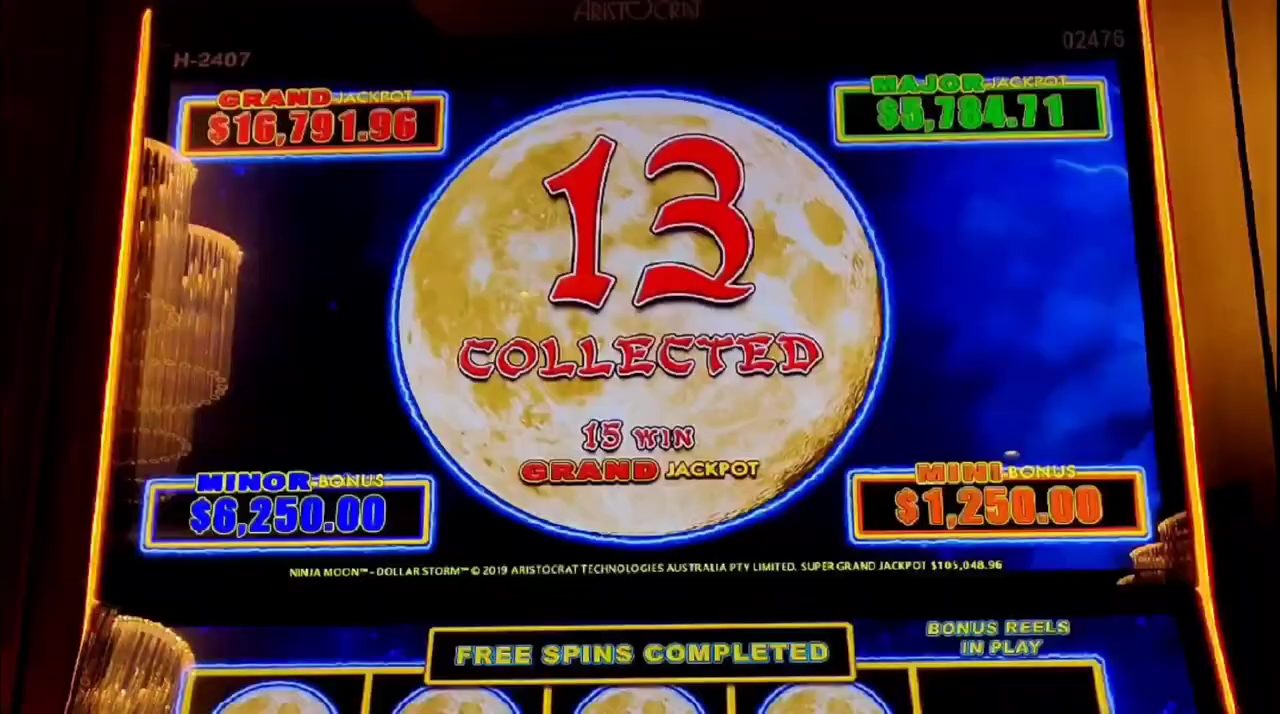 ARISTOCRAT
H-2407
02476
GRAND JACKPOT
$16,791.96
MAJOR JACKPOT
$5,784.71
13
COLLECTED
15 WIN
GRAND JACKPOT
MINOR BONUS
$6,250.00
MINI BONUS
$1,250.00
NINJA MOON™ - DOLLAR STORM™ © 2019 ARISTOCRAT TECHNOLOGIES AUSTRALIA PTY LIMITED. SUPER GRAND JACKPOT $105,048.96
FREE SPINS COMPLETED
BONUS REELS
IN PLAY